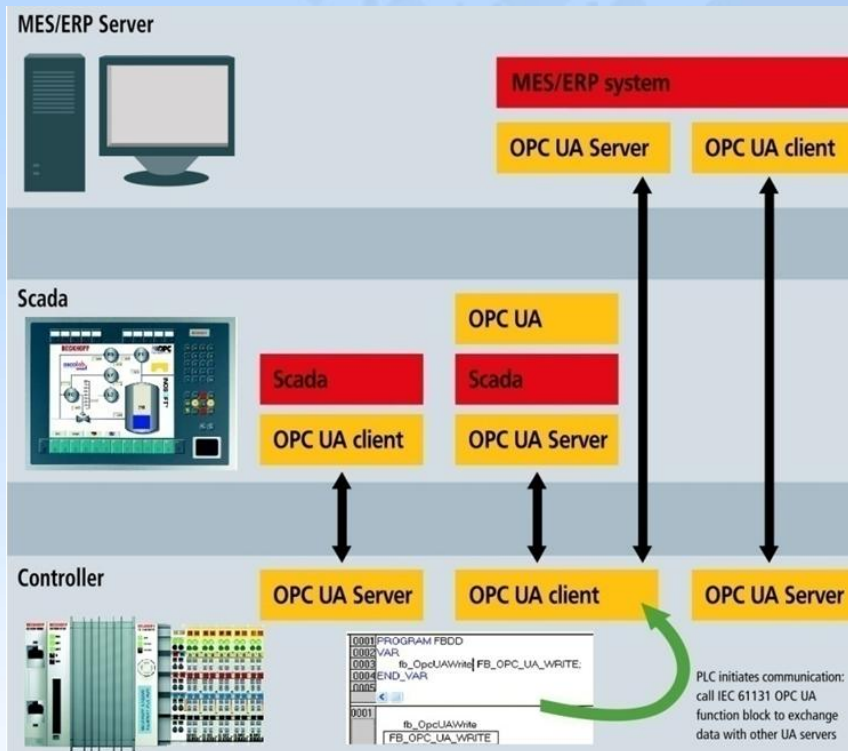 MES/ERP Server
MES/ERP system
OPC UA Server
OPC UA client
Scada
OPC UA
Scada
Scada
OPC UA client
OPC UA Server
BECKHOFF
OPC
Controller
OPC UA Server
OPC UA client
OPC UA Server
0001 PROGRAM FBDD
0002 VAR
0003 fb_OpcUAWrite FB_OPC_UA_WRITE;
0004 END_VAR
0005
0001
fb_OpcUAWrite
FB_OPC_UA_WRITE
PLC initiates communication:
call IEC 61131 OPC UA
function block to exchange
data with other UA servers